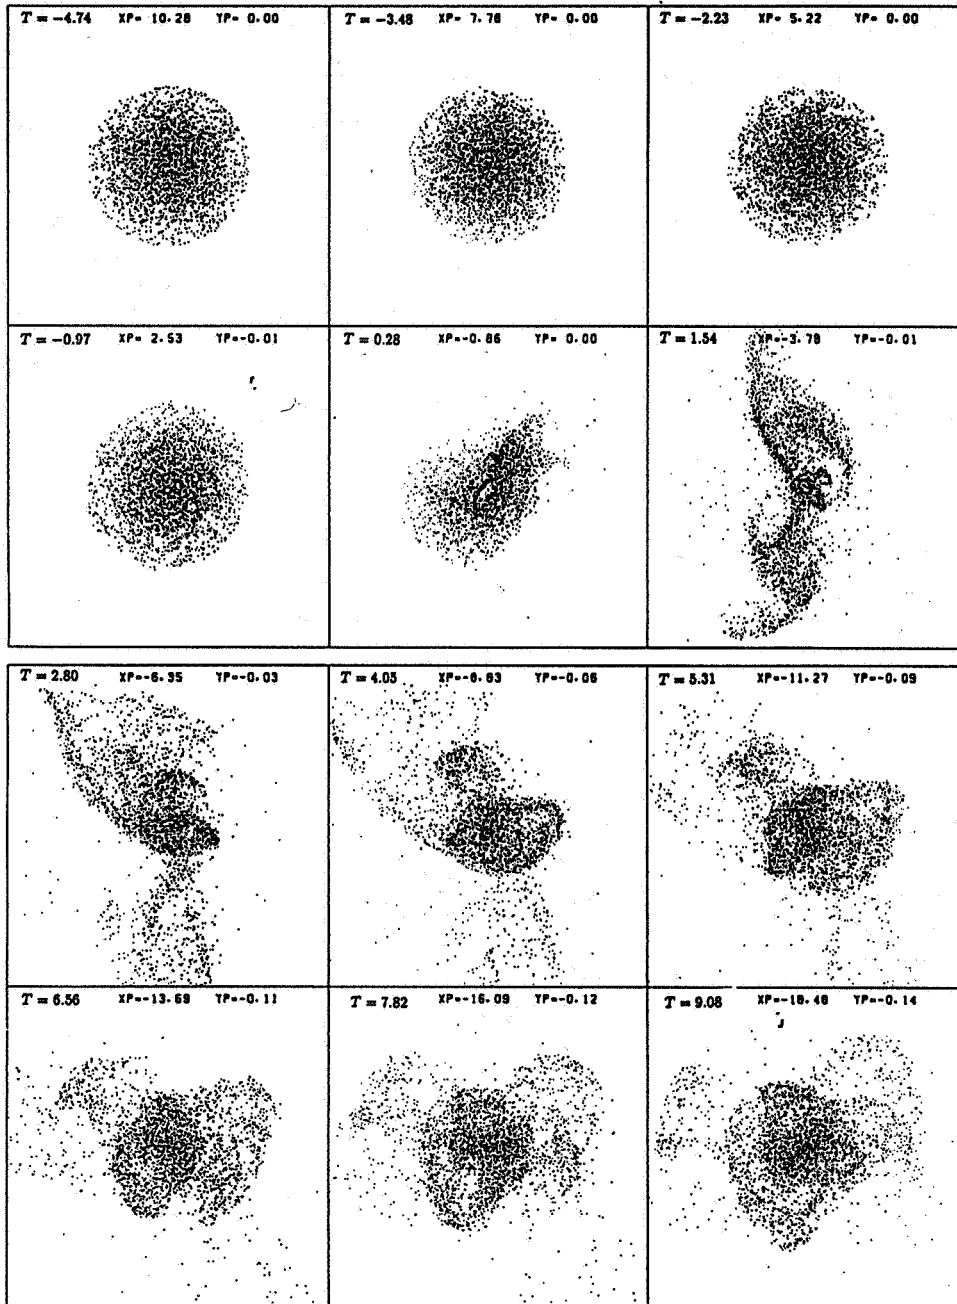 T = −4.74 XP= 10.28 YP= 0.00
T = −3.48 XP= 7.76 YP= 0.00
T = −2.23 XP= 5.22 YP= 0.00
T = −0.97 XP= 2.53 YP=-0.01
T = 0.28 XP=-0.86 YP= 0.00
T = 1.54 XP=-3.78 YP=-0.01
T = 2.80 XP=-6.35 YP=-0.03
T = 4.05 YP=-0.06
T = 5.31 XP=-11.27 YP=-0.09
T = 6.56 XP=-13.69 YP=-0.11
T = 7.82 XP=-16.09 YP=-0.12
T = 9.08 YP=-0.14